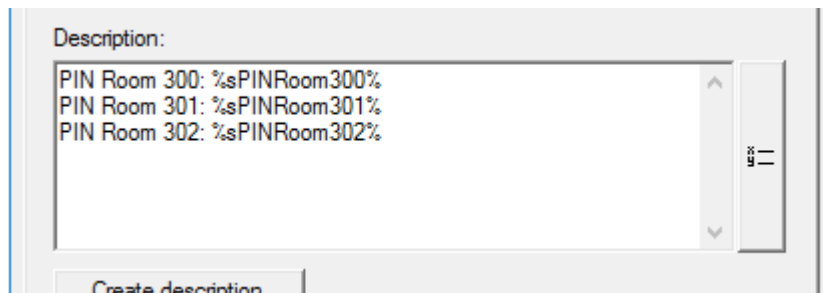 Description:
PIN Room 300: %sPINRoom300%
PIN Room 301: %sPINRoom301%
PIN Room 302: %sPINRoom302%
Create description